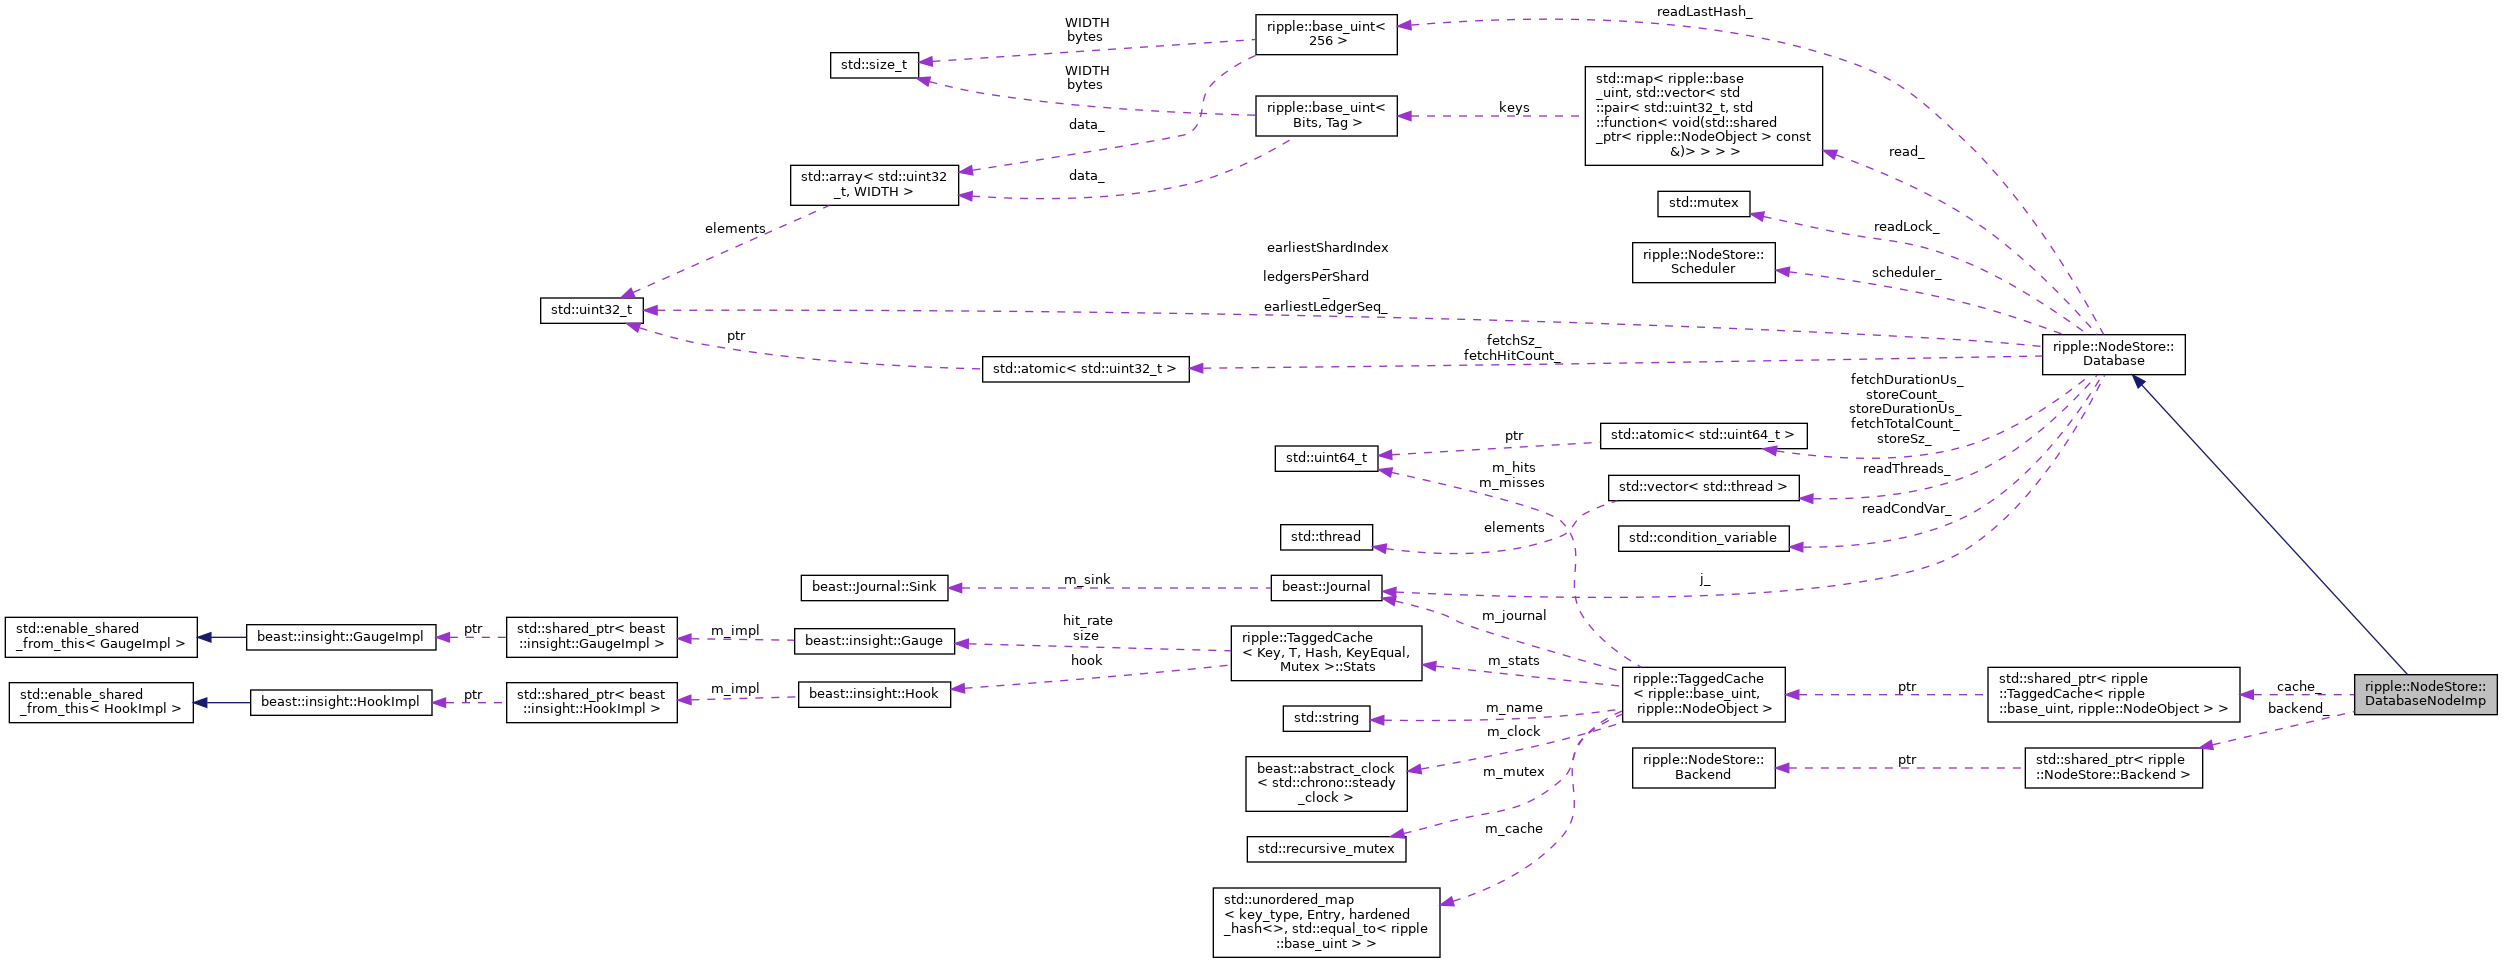 readLastHash_
WIDTH
bytes
ripple::base_uint<
256 >
std::size_t
WIDTH
bytes
ripple::base_uint<
Bits, Tag >
keys
std::map< ripple::base
_uint, std::vector< std
::pair< std::uint32_t, std
::function< void(std::shared
_ptr< ripple::NodeObject > const
&)> > > >
read_
data_
data_
std::array< std::uint32
_t, WIDTH >
std::mutex
readLock_
elements
ripple::NodeStore::
Scheduler
scheduler_
earliestShardIndex
_
ledgersPerShard
_
earliestLedgerSeq_
std::uint32_t
ptr
fetchSz_
fetchHitCount_
std::atomic< std::uint32_t >
ripple::NodeStore::
Database
fetchDurationUs_
storeCount_
storeDurationUs_
fetchTotalCount_
storeSz_
std::atomic< std::uint64_t >
ptr
std::uint64_t
m_hits
m_misses
readThreads_
std::vector< std::thread >
readCondVar_
std::condition_variable
elements
std::thread
j_
beast::Journal::Sink
m_sink
beast::Journal
m_journal
std::enable_shared
_from_this< GaugeImpl >
beast::insight::GaugeImpl
ptr
std::shared_ptr< beast
::insight::GaugeImpl >
m_impl
beast::insight::Gauge
hit_rate
size
hook
ripple::TaggedCache
< Key, T, Hash, KeyEqual,
Mutex >::Stats
m_stats
std::enable_shared
_from_this< HookImpl >
beast::insight::HookImpl
ptr
std::shared_ptr< beast
::insight::HookImpl >
m_impl
beast::insight::Hook
ripple::TaggedCache
< ripple::base_uint,
ripple::NodeObject >
ptr
std::shared_ptr< ripple
::TaggedCache< ripple
::base_uint, ripple::NodeObject > >
cache_
backend_
ripple::NodeStore::
DatabaseNodeImp
m_name
std::string
m_clock
beast::abstract_clock
< std::chrono::steady
_clock >
ripple::NodeStore::
Backend
ptr
std::shared_ptr< ripple
::NodeStore::Backend >
m_mutex
std::recursive_mutex
m_cache
std::unordered_map
< key_type, Entry, hardened
_hash<>, std::equal_to< ripple
::base_uint > >